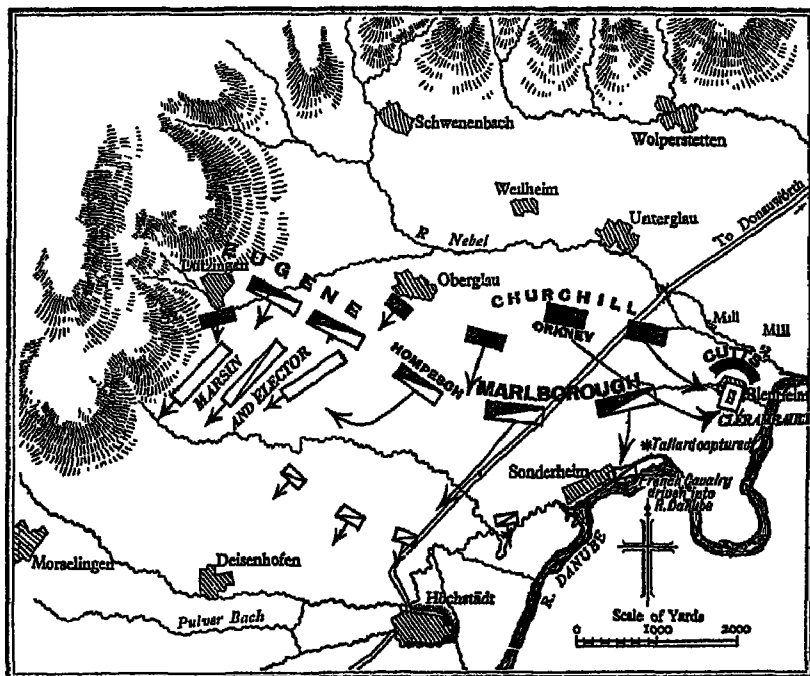 Schwenenbach
Wolperstetten
Weilheim
Unterglau
To Donauwörth
R. Nebel
Lutzingen
EUGENE
Oberglau
CHURCHILL
ORKNEY
Mill
Mill
CUTTS
MARSIN
AND ELECTOR
HOMPESCH
MARLBOROUGH
B
Blenheim
CLERAMBAULT
Tallard captured
Sonderheim
French Cavalry
driven into
R. Danube
Morselingen
Deisenhofen
R. DANUBE
Höchstädt
Pulver Bach
Scale of Yards
0 1000 2000